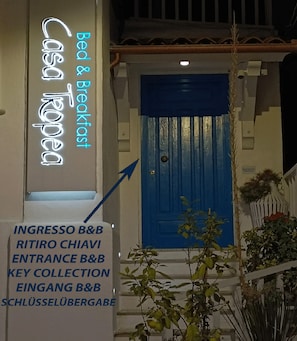 Bed & Breakfast
Casa Tropea
INGRESSO B&B
RITIRO CHIAVI
ENTRANCE B&B
KEY COLLECTION
EINGANG B&B
SCHLÜSSELÜBERGABE